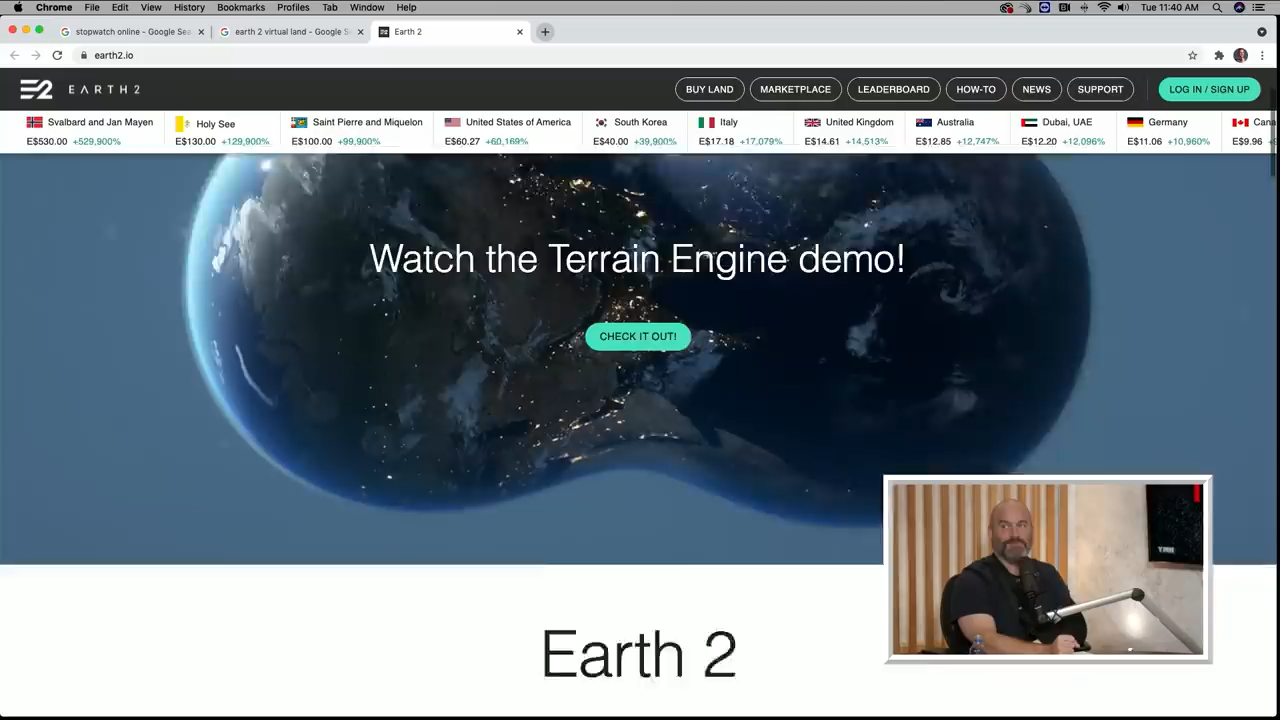 Chrome File Edit View History Bookmarks Profiles Tab Window Help Tue 11:40 AM
stopwatch online - Google Sea earth 2 virtual land - Google S Earth 2
earth2.io
E2 EARTH 2 BUY LAND MARKETPLACE LEADERBOARD HOW-TO NEWS SUPPORT LOG IN / SIGN UP
Svalbard and Jan Mayen Holy See Saint Pierre and Miquelon United States of America South Korea Italy United Kingdom Australia Dubai, UAE Germany Cana
E$530.00 +529,900% E$130.00 +129,900% E$100.00 +99,900% E$60.27 +60,169% E$40.00 +39,900% E$17.18 +17,079% E$14.61 +14,513% E$12.85 +12,747% E$12.20 +12,096% E$11.06 +10,960% E$9.96
Watch the Terrain Engine demo!
CHECK IT OUT!
Earth 2